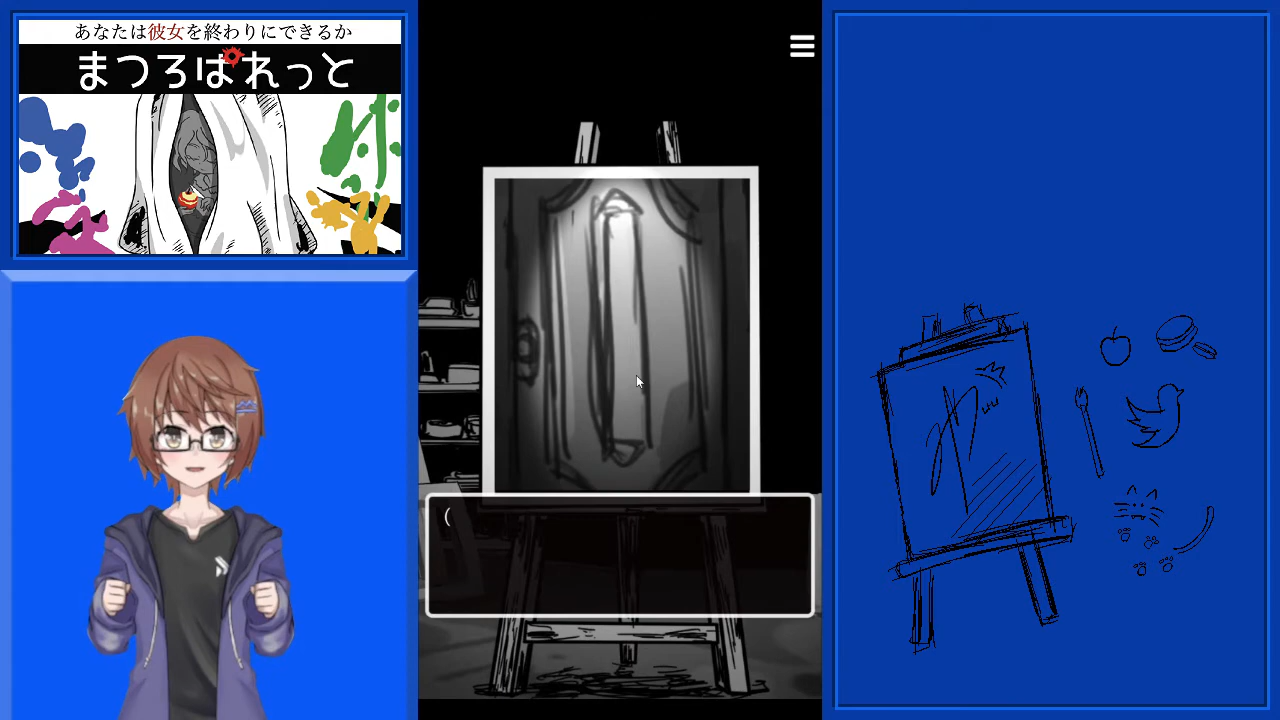 あなたは彼女を終わりにできるか
まつろぱれっと
（